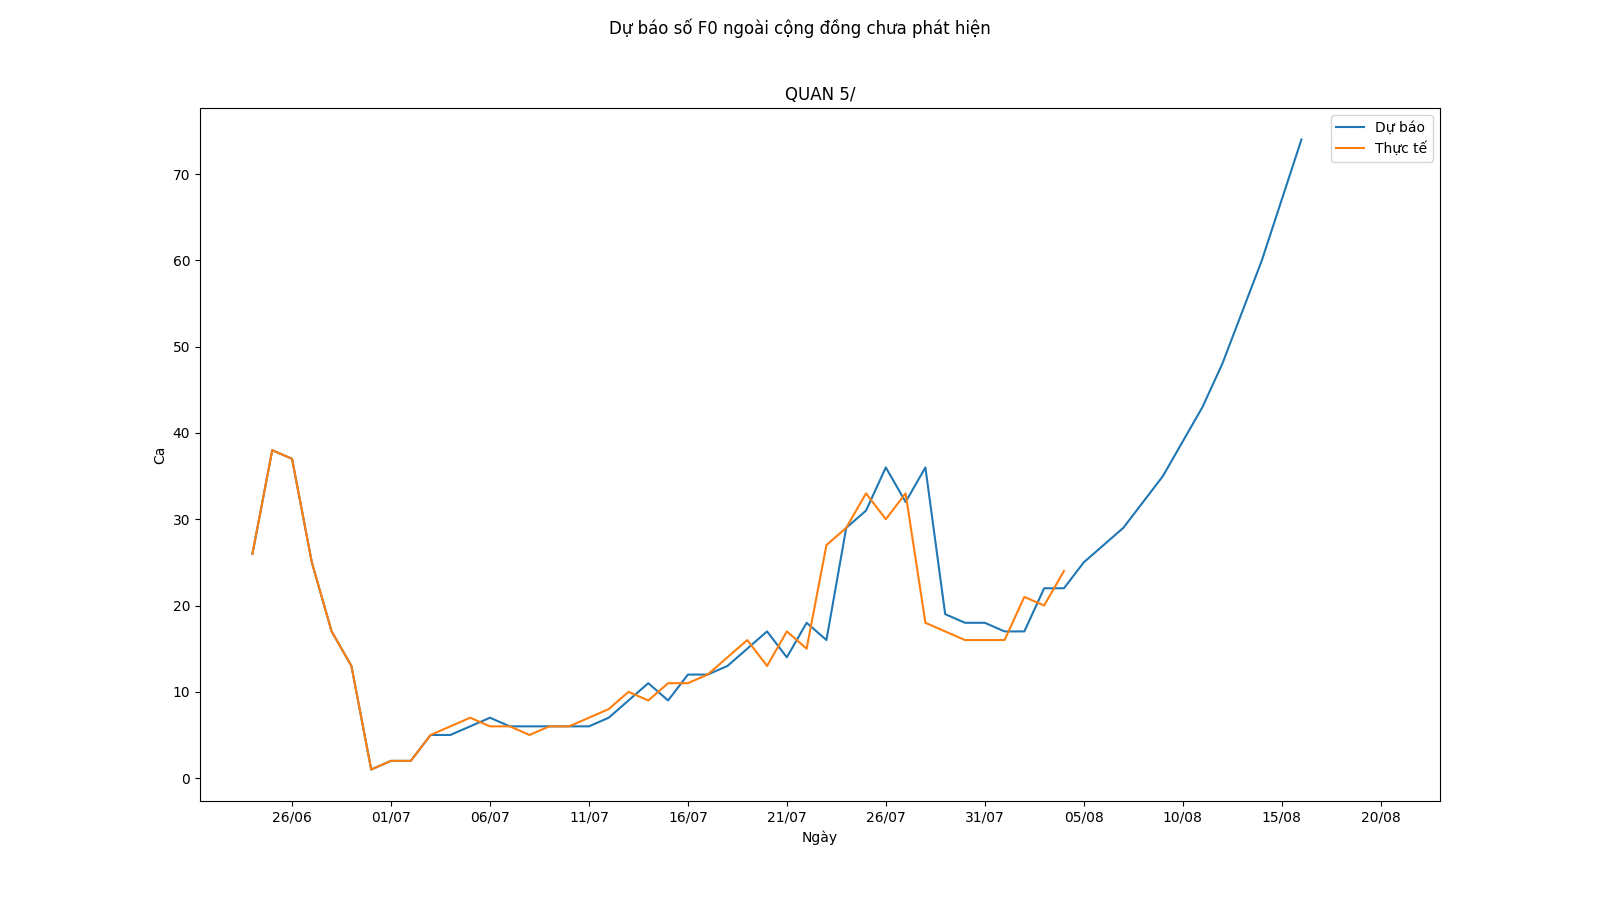 Dự báo số F0 ngoài cộng đồng chưa phát hiện
QUAN 5/
Dự báo
Thực tế
70
60
50
40
30
20
10
0
Ca
26/06 01/07 06/07 11/07 16/07 21/07 26/07 31/07 05/08 10/08 15/08 20/08
Ngày